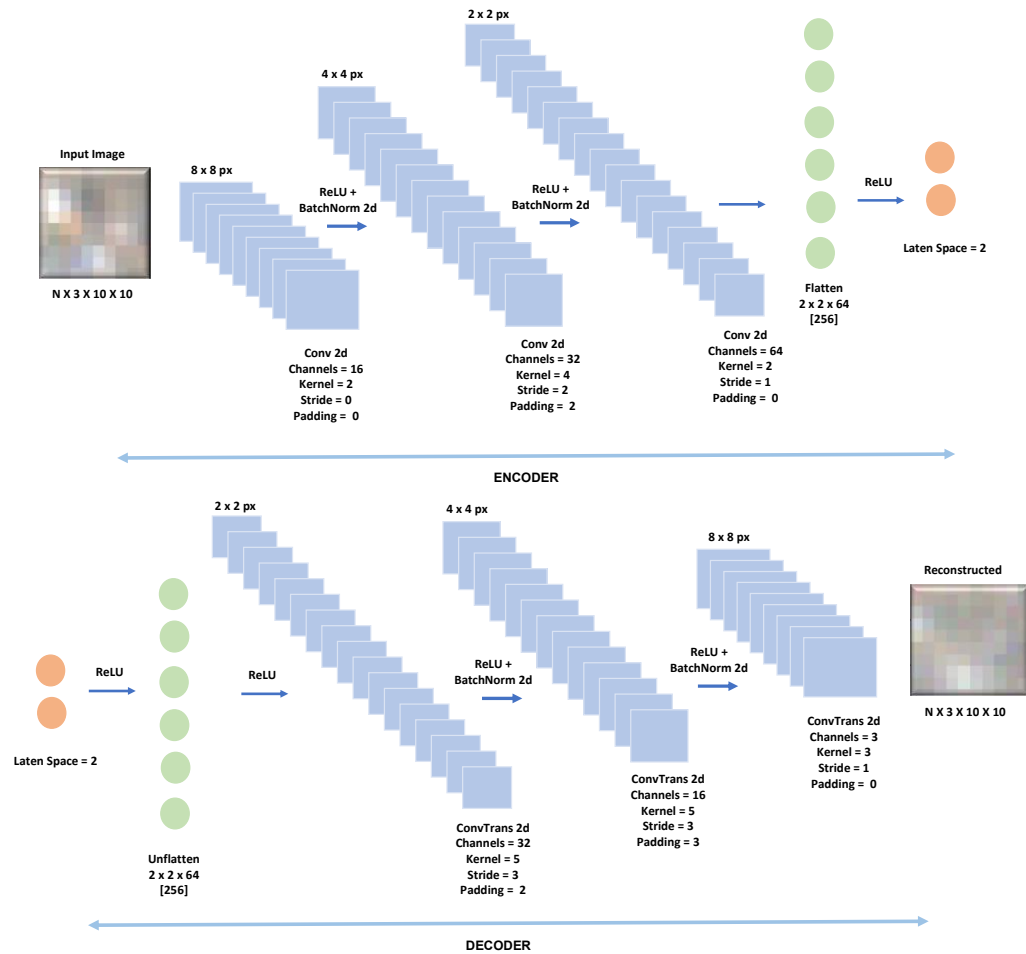 Input Image
N X 3 X 10 X 10
8 x 8 px
Conv 2d
Channels = 16
Kernel = 2
Stride = 0
Padding = 0
ReLU +
BatchNorm 2d
4 x 4 px
Conv 2d
Channels = 32
Kernel = 4
Stride = 2
Padding = 2
ReLU +
BatchNorm 2d
2 x 2 px
Conv 2d
Channels = 64
Kernel = 2
Stride = 1
Padding = 0
Flatten
2 x 2 x 64
[256]
ReLU
Laten Space = 2
ENCODER
Laten Space = 2
ReLU
Unflatten
2 x 2 x 64
[256]
ReLU
2 x 2 px
ConvTrans 2d
Channels = 32
Kernel = 5
Stride = 3
Padding = 2
ReLU +
BatchNorm 2d
4 x 4 px
ConvTrans 2d
Channels = 16
Kernel = 5
Stride = 3
Padding = 3
ReLU +
BatchNorm 2d
8 x 8 px
ConvTrans 2d
Channels = 3
Kernel = 3
Stride = 1
Padding = 0
Reconstructed
N X 3 X 10 X 10
DECODER